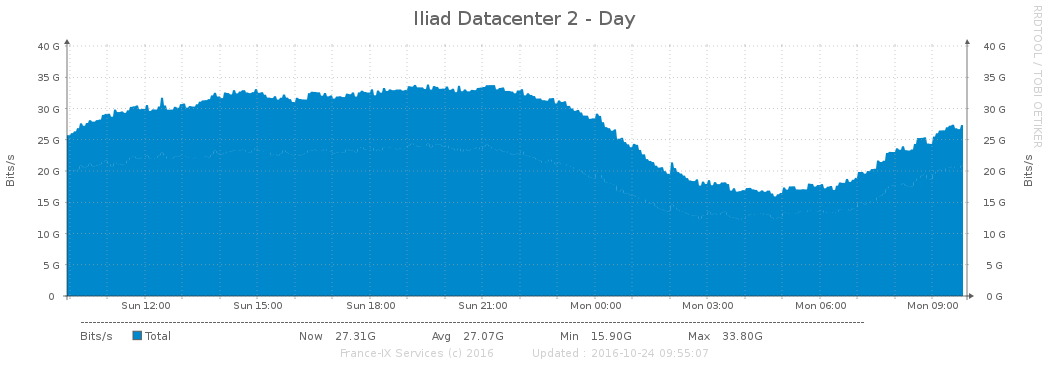 Iliad Datacenter 2 - Day
RRDTOOL / TOBI OETIKER
Bits/s
Bits/s
40 G 40 G
35 G 35 G
30 G 30 G
25 G 25 G
20 G 20 G
15 G 15 G
10 G 10 G
5 G 5 G
0 0 G
Sun 12:00 Sun 15:00 Sun 18:00 Sun 21:00 Mon 00:00 Mon 03:00 Mon 06:00 Mon 09:00
Bits/s Total Now 27.31G Avg 27.07G Min 15.90G Max 33.80G
France-IX Services (c) 2016 Updated : 2016-10-24 09:55:07